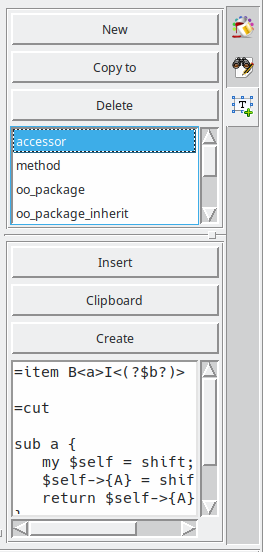 New
Copy to
Delete
accessor
method
oo_package
oo_package_inherit
Insert
Clipboard
Create
=item B<a>I<(?$b?)>
=cut
sub a {
my $self = shift;
$self->{A} = shif
return $self->{A}
}
T